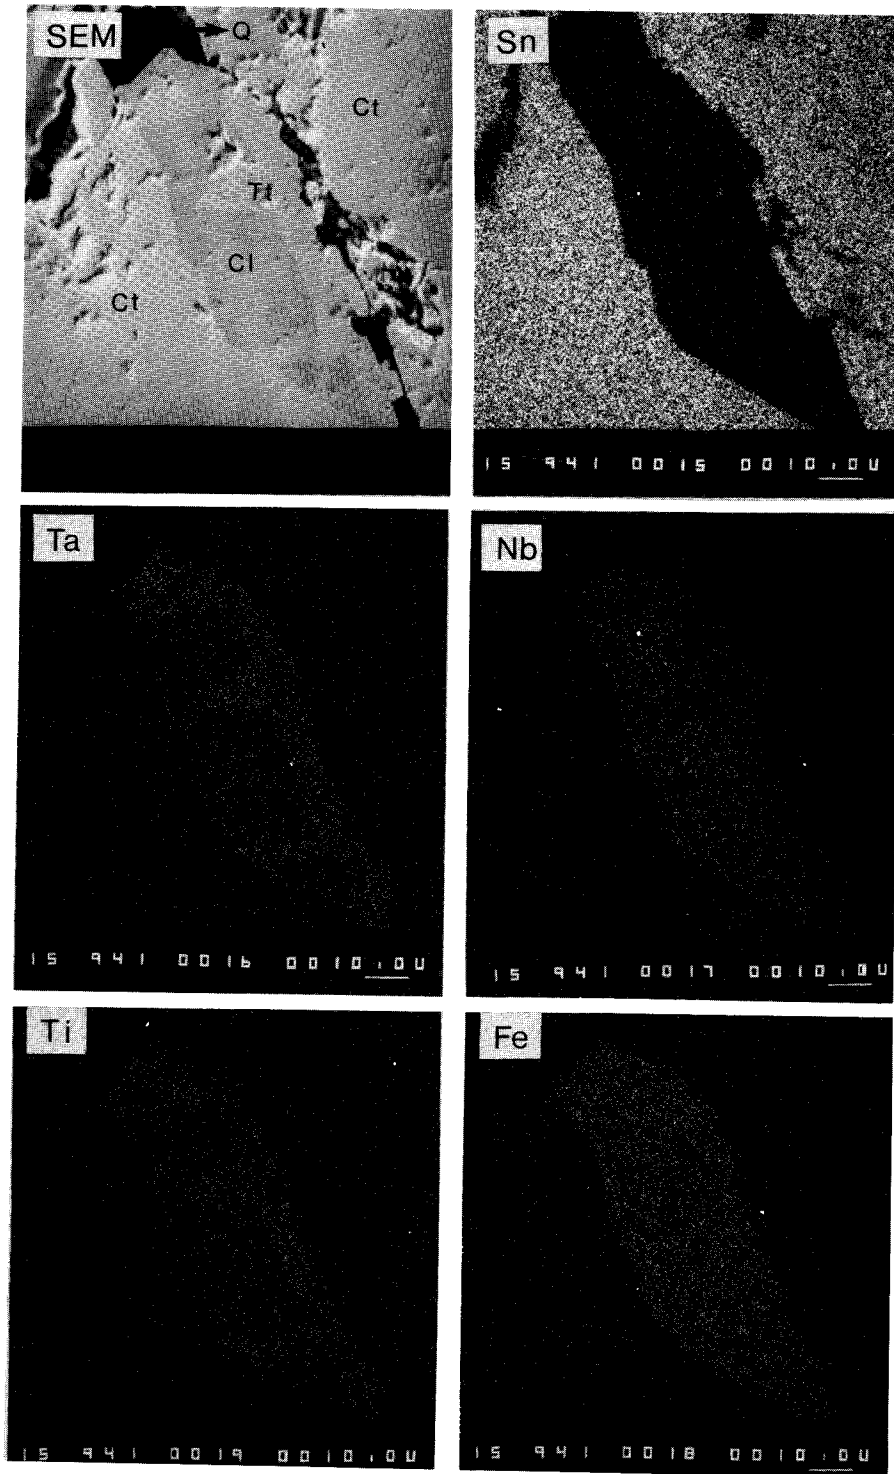 SEM
Q
Ct
Tt
Cl
Ct
Sn
15 941 0015 0010.0U
Ta
15 941 0016 0010.0U
Nb
15 941 0017 0010.0U
Ti
15 941 0019 0010.0U
Fe
15 941 0018 0010.0U